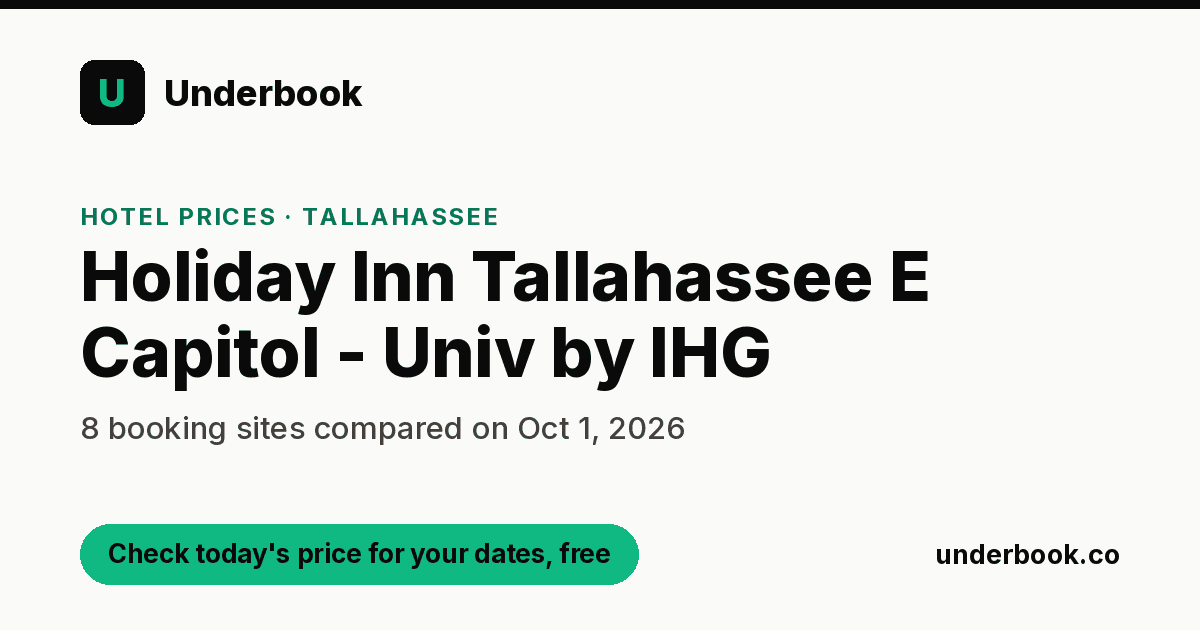 U
Underbook
HOTEL PRICES · TALLAHASSEE
Holiday Inn Tallahassee E
Capitol - Univ by IHG
8 booking sites compared on Oct 1, 2026
Check today's price for your dates, free
underbook.co